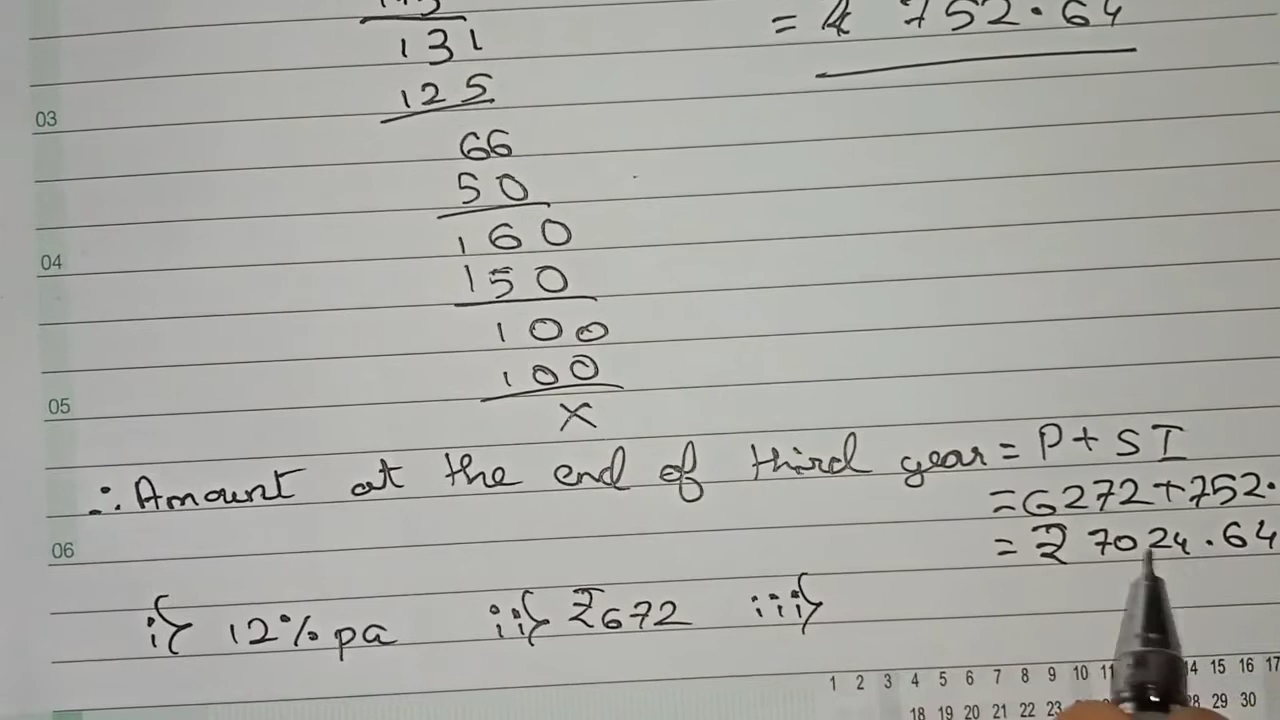 = ₹ 752.64
131
125
03
66
50
160
04
150
100
100
05
X
∴ Amount at the end of third year = P + SI
= 6272 + 752.
06
= ₹ 7024.64
i} 12% pa ii} ₹672 iii}
1 2 3 4 5 6 7 8 9 10 11 14 15 16 17
18 19 20 21 22 23 28 29 30